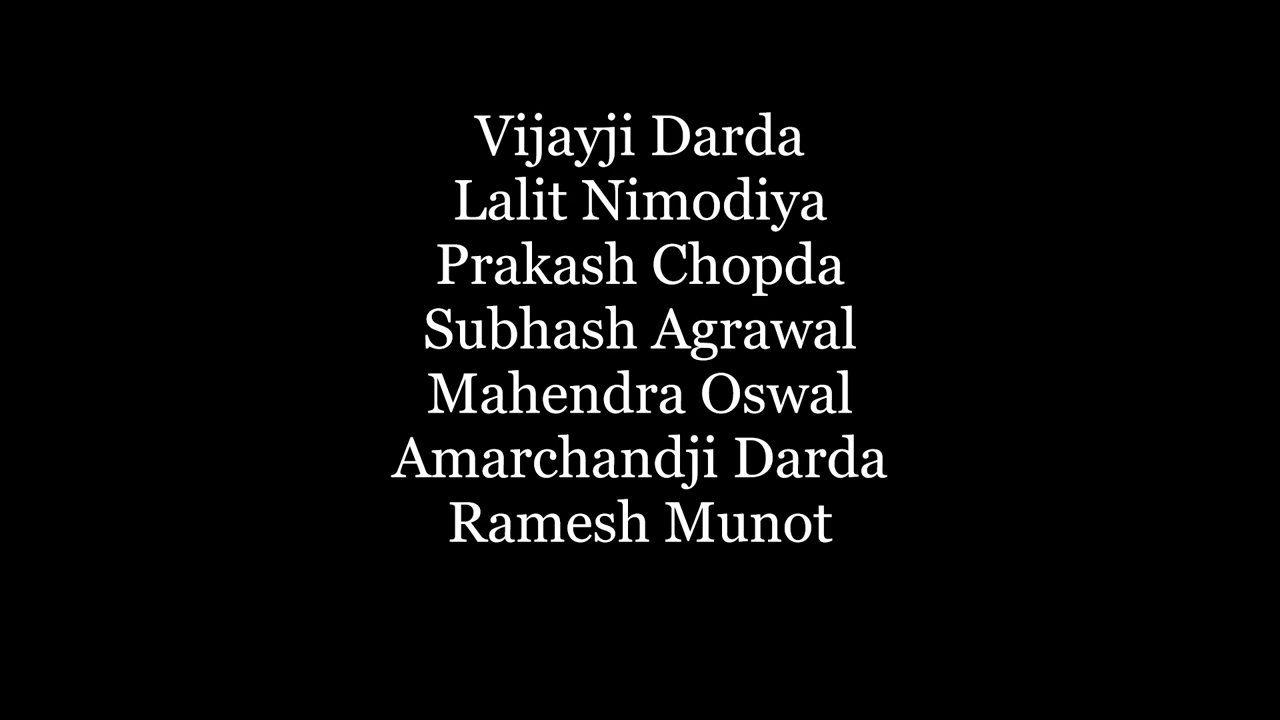 Vijayji Darda
Lalit Nimodiya
Prakash Chopda
Subhash Agrawal
Mahendra Oswal
Amarchandji Darda
Ramesh Munot